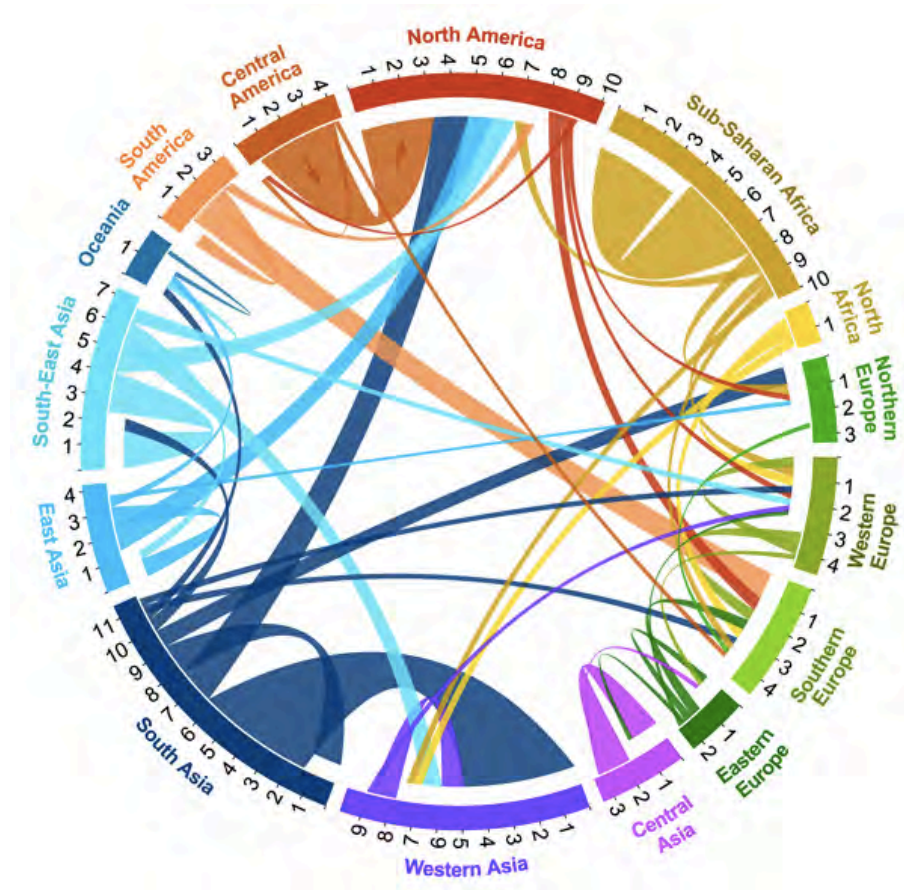 North America
1 2 3 4 5 6 7 8 9 10
Sub-Saharan Africa
1 2 3 4 5 6 7 8 9 10
North
Africa
1
Northern
Europe
1 2 3
Western
Europe
1 2 3 4
Southern
Europe
1 2 3 4
Eastern
Europe
1 2
Central
Asia
1 2 3
Western Asia
1 2 3 4 5 6 7 8 9
South Asia
1 2 3 4 5 6 7 8 9 10 11
East Asia
1 2 3 4
South-East Asia
1 2 3 4 5 6 7
Oceania
1
South
America
1 2 3
Central
America
1 2 3 4